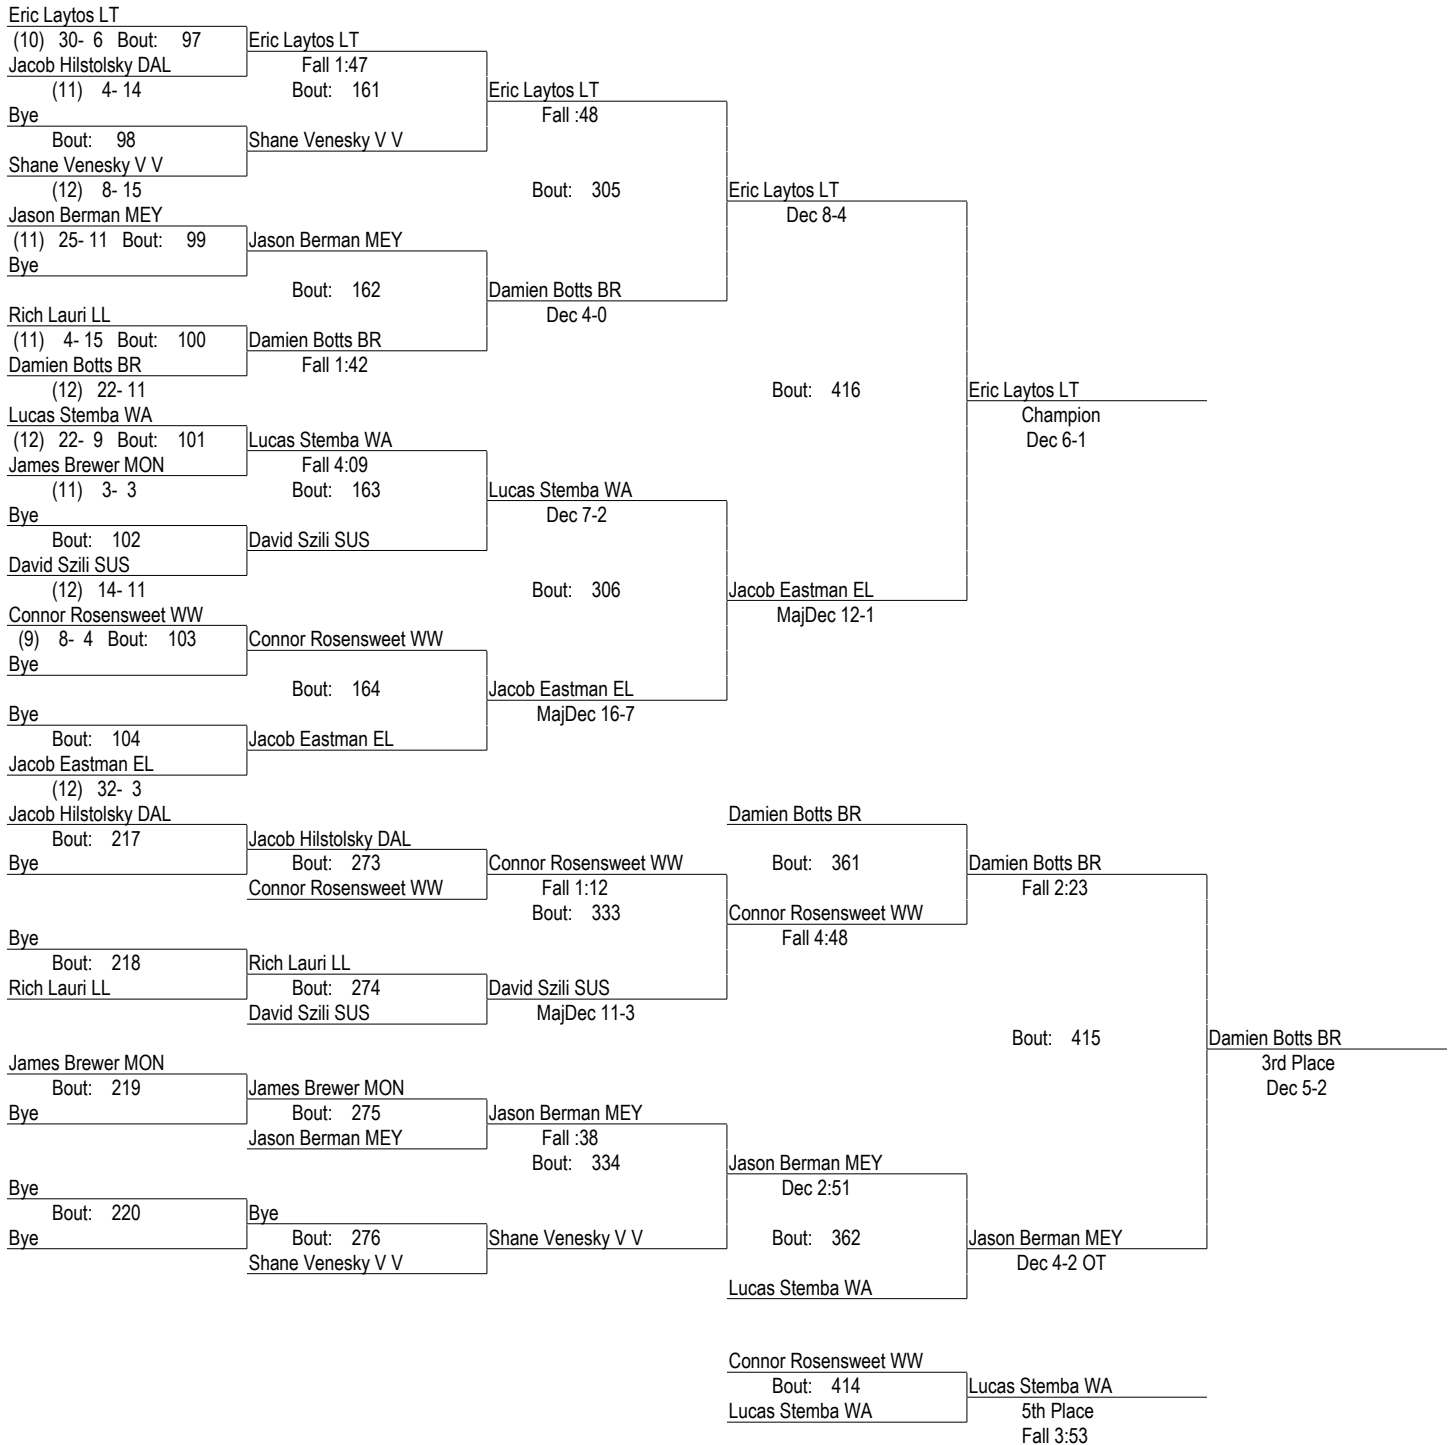 Eric Laytos LT
(10) 30- 6 Bout: 97 Eric Laytos LT
Jacob Hilstolsky DAL Fall 1:47
(11) 4- 14 Bout: 161 Eric Laytos LT
Bye Fall :48
Bout: 98 Shane Venesky V V
Shane Venesky V V
(12) 8- 15 Bout: 305 Eric Laytos LT
Jason Berman MEY Dec 8-4
(11) 25- 11 Bout: 99 Jason Berman MEY
Bye
Bout: 162 Damien Botts BR
Rich Lauri LL Dec 4-0
(11) 4- 15 Bout: 100 Damien Botts BR
Damien Botts BR Fall 1:42
(12) 22- 11 Bout: 416 Eric Laytos LT
Lucas Stemba WA Champion
(12) 22- 9 Bout: 101 Lucas Stemba WA Dec 6-1
James Brewer MON Fall 4:09
(11) 3- 3 Bout: 163 Lucas Stemba WA
Bye Dec 7-2
Bout: 102 David Szili SUS
David Szili SUS
(12) 14- 11 Bout: 306 Jacob Eastman EL
Connor Rosensweet WW MajDec 12-1
(9) 8- 4 Bout: 103 Connor Rosensweet WW
Bye
Bout: 164 Jacob Eastman EL
Bye MajDec 16-7
Bout: 104 Jacob Eastman EL
Jacob Eastman EL
(12) 32- 3
Jacob Hilstolsky DAL Damien Botts BR
Bout: 217 Jacob Hilstolsky DAL
Bye Bout: 273 Connor Rosensweet WW Bout: 361 Damien Botts BR
Connor Rosensweet WW Fall 1:12 Fall 2:23
Bout: 333 Connor Rosensweet WW
Bye Fall 4:48
Bout: 218 Rich Lauri LL
Rich Lauri LL Bout: 274 David Szili SUS
David Szili SUS MajDec 11-3
Bout: 415 Damien Botts BR
James Brewer MON 3rd Place
Bout: 219 James Brewer MON Dec 5-2
Bye Bout: 275 Jason Berman MEY
Jason Berman MEY Fall :38
Bout: 334 Jason Berman MEY
Bye Dec 2:51
Bout: 220 Bye
Bye Bout: 276 Shane Venesky V V Bout: 362 Jason Berman MEY
Shane Venesky V V Dec 4-2 OT
Lucas Stemba WA
Connor Rosensweet WW
Bout: 414 Lucas Stemba WA
Lucas Stemba WA 5th Place
Fall 3:53